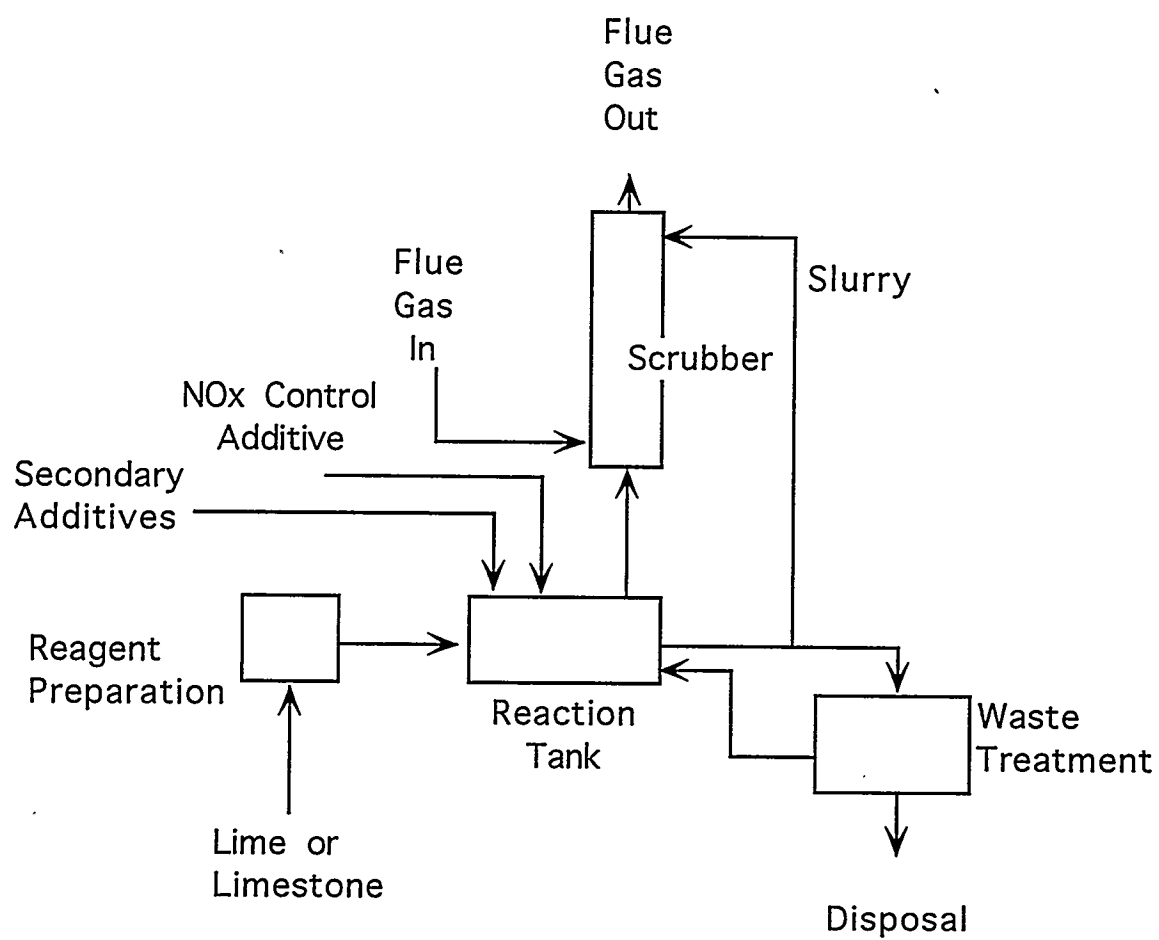 Flue
Gas
Out
Flue
Gas
In
Slurry
Scrubber
NOx Control
Additive
Secondary
Additives
Reagent
Preparation
Reaction
Tank
Waste
Treatment
Lime or
Limestone
Disposal